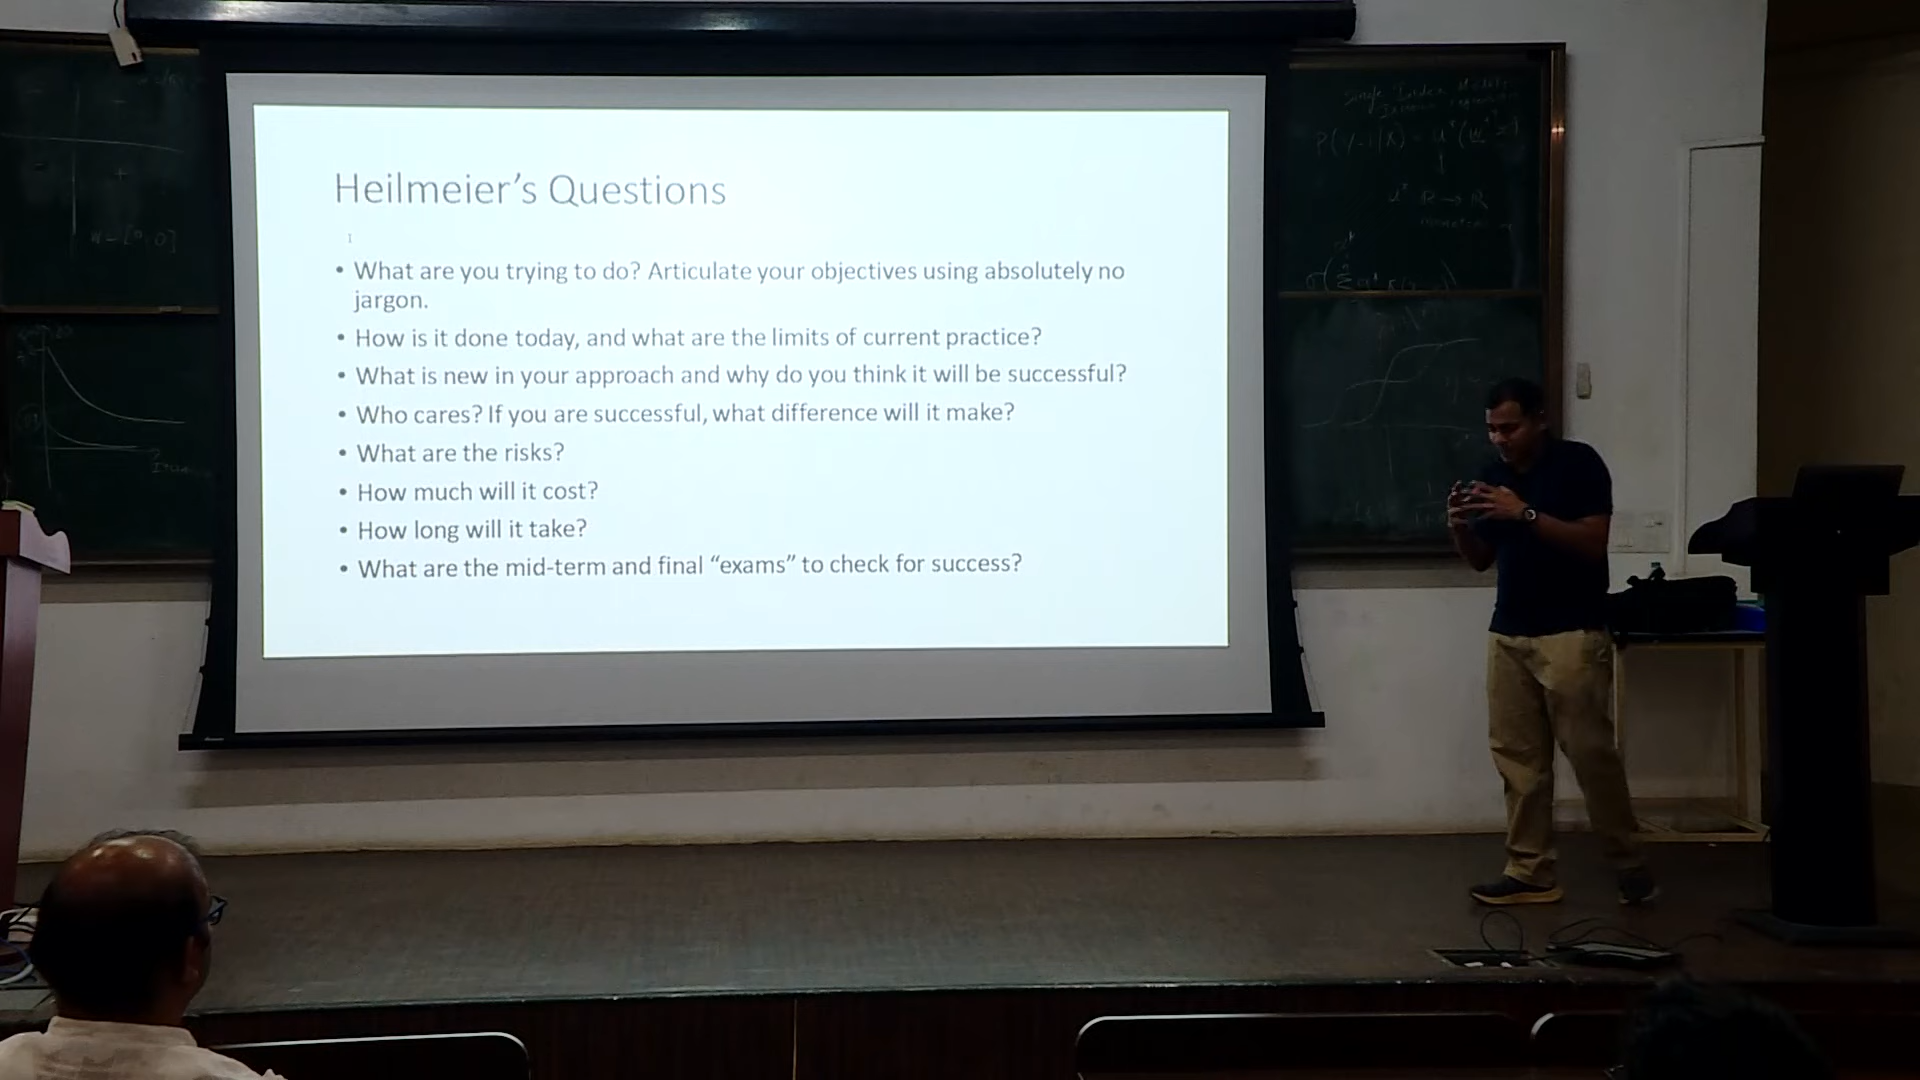 Heilmeier's Questions
• What are you trying to do? Articulate your objectives using absolutely no
jargon.
• How is it done today, and what are the limits of current practice?
• What is new in your approach and why do you think it will be successful?
• Who cares? If you are successful, what difference will it make?
• What are the risks?
• How much will it cost?
• How long will it take?
• What are the mid-term and final “exams” to check for success?
Single Index